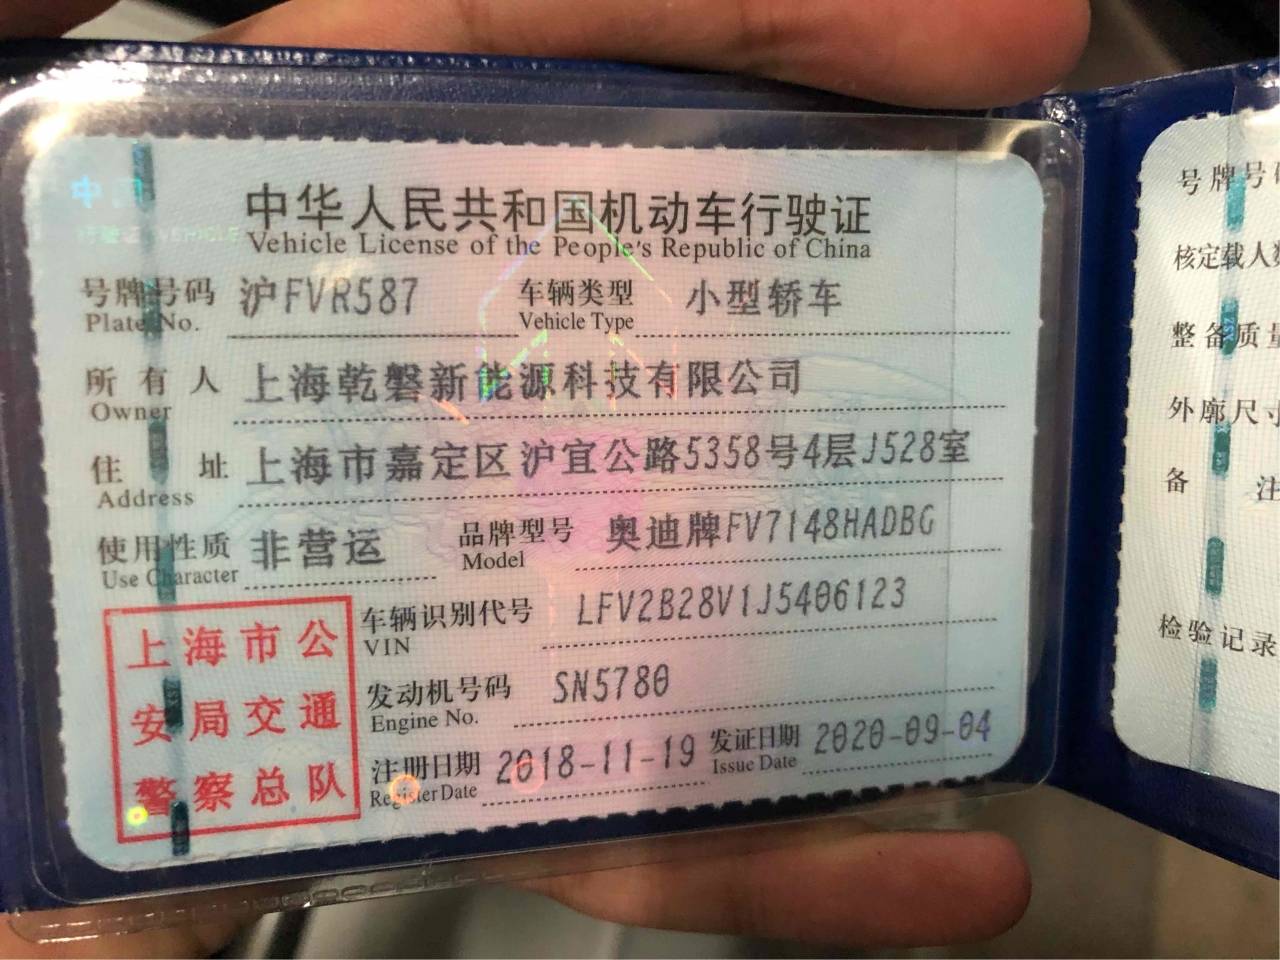 中华人民共和国机动车行驶证
Vehicle License of the People's Republic of China
号牌号码 沪FVR587 车辆类型 小型轿车
Plate No. Vehicle Type
所有人 上海乾磐新能源科技有限公司
Owner
住址 上海市嘉定区沪宜公路5358号4层J528室
Address
使用性质 非营运 品牌型号 奥迪牌FV7148HADBG
Use Character Model
车辆识别代号 LFV2B28V1J5406123
VIN
发动机号码 SN5780
Engine No.
注册日期 2018-11-19 发证日期 2020-09-04
Register Date Issue Date
上海市公
安局交通
警察总队
号牌号
核定载人
整备质量
外廓尺寸
备注
检验记录